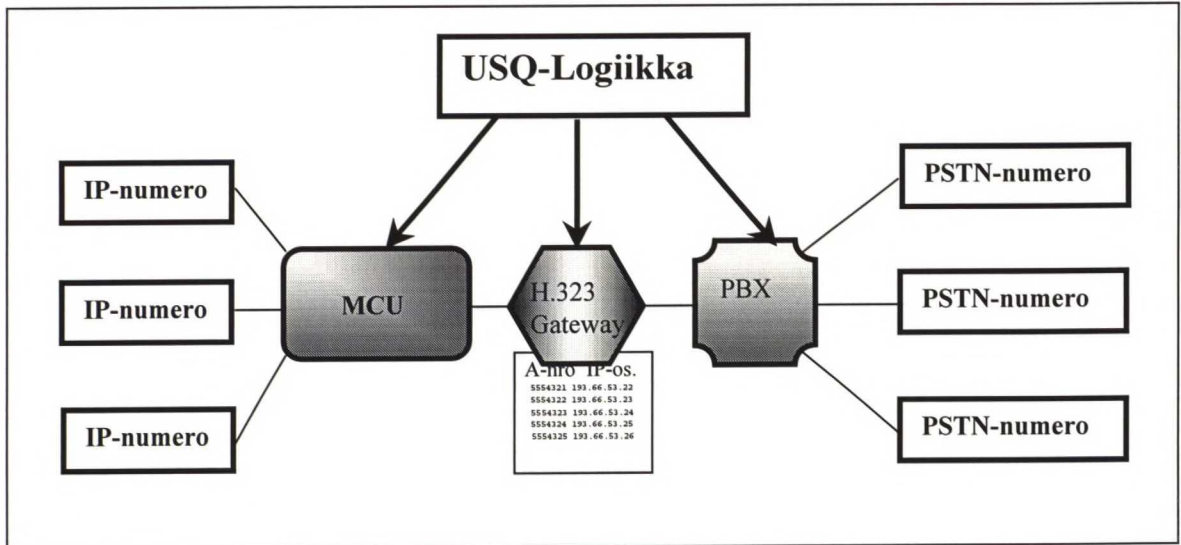 USQ-Logiikka
IP-numero
IP-numero
IP-numero
MCU
H.323
Gateway
A-nro IP-os.
5554321 193.66.53.22
5554322 193.66.53.23
5554323 193.66.53.24
5554324 193.66.53.25
5554325 193.66.53.26
PBX
PSTN-numero
PSTN-numero
PSTN-numero